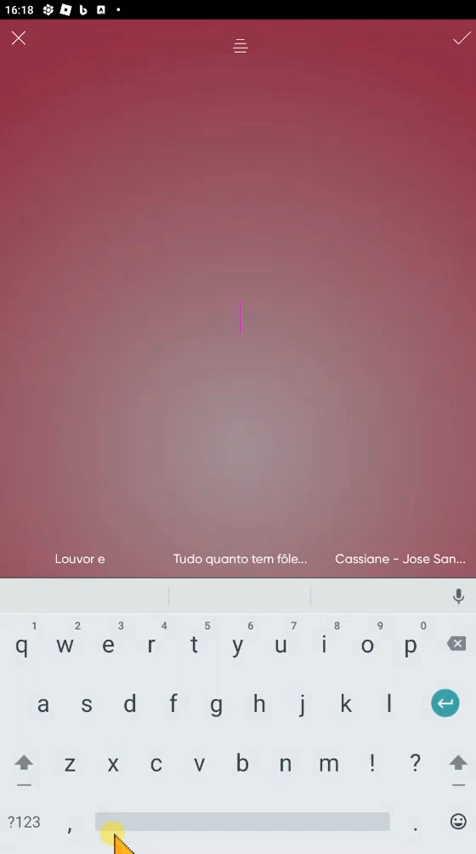 16:18
Louvor e
Tudo quanto tem fôle...
Cassiane - Jose San...
1 2 3 4 5 6 7 8 9 0
q w e r t y u i o p
a s d f g h j k l
z x c v b n m ! ?
?123 , .